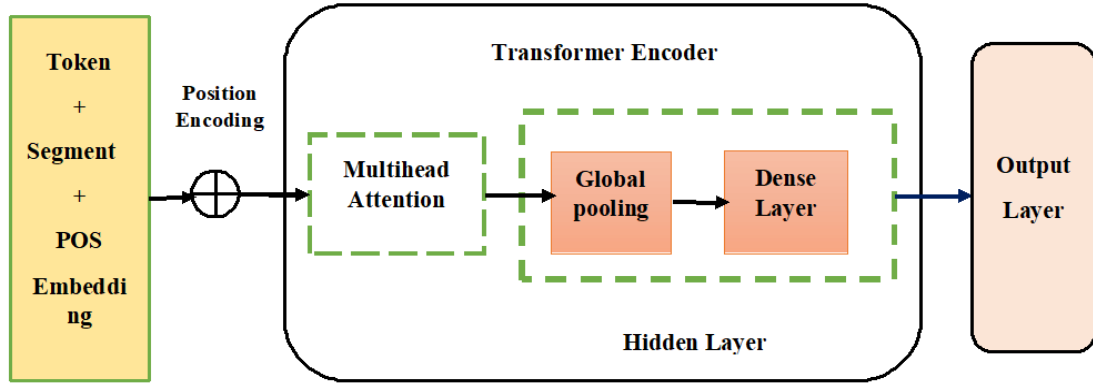 Token
+
Segment
+
POS
Embeddi
ng
Position
Encoding
Transformer Encoder
Multihead
Attention
Global
pooling
Dense
Layer
Hidden Layer
Output
Layer